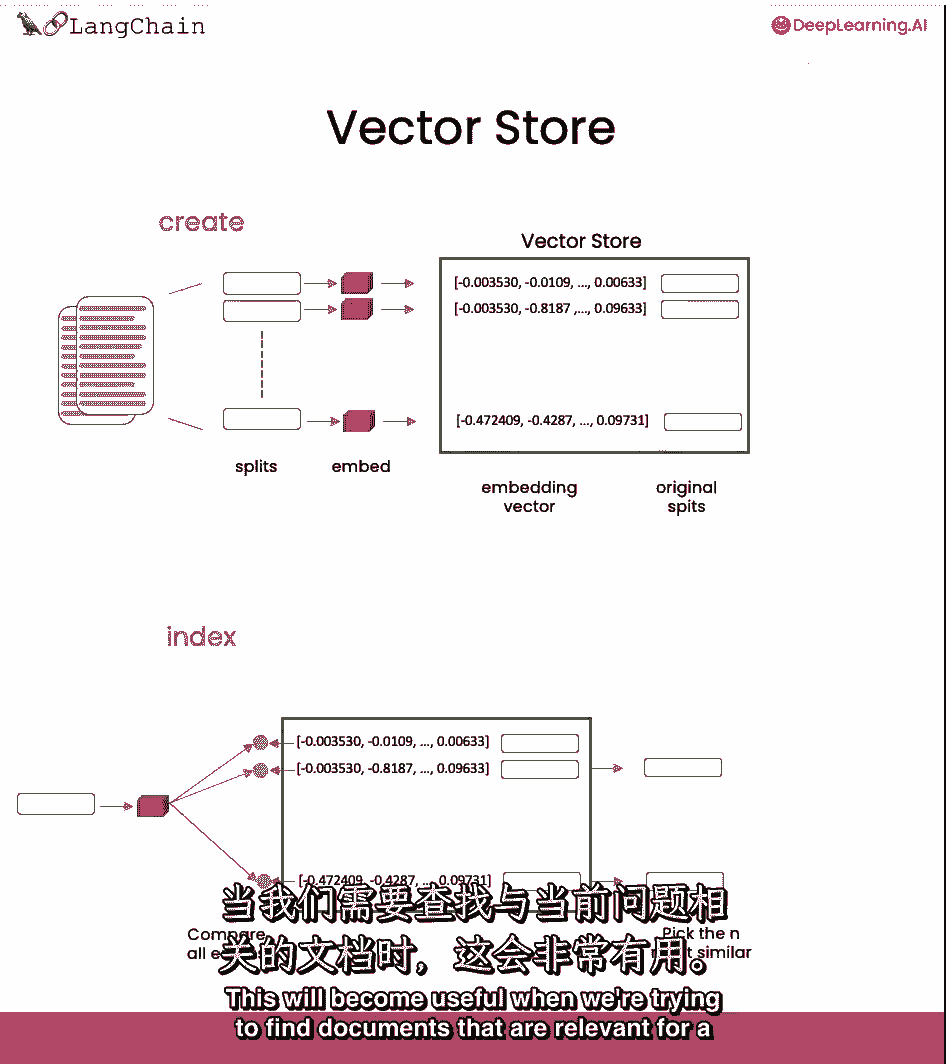 LangChain
DeepLearning.AI
Vector Store
create
Vector Store
[-0.003530, -0.0109, ..., 0.00633]
[-0.003530, -0.8187 ,..., 0.09633]
[-0.472409, -0.4287, ..., 0.09731]
splits
embed
embedding
vector
original
spits
index
[-0.003530, -0.0109, ..., 0.00633]
[-0.003530, -0.8187, ..., 0.09633]
[-0.472409, -0.4287, ..., 0.09731]
Compare
all
Pick the n
similar
当我们需要查找与当前问题相
关的文档时，这会非常有用。
This will become useful when we're trying
to find documents that are relevant for a